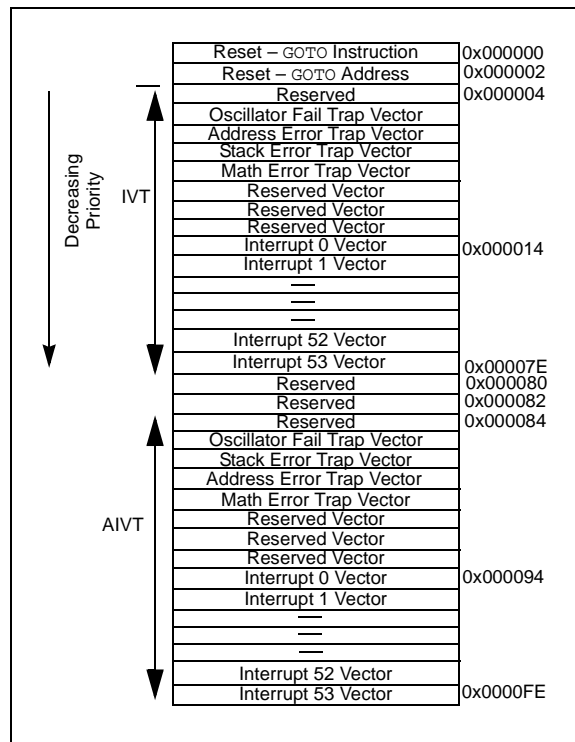 Reset – GOTO Instruction 0x000000
Reset – GOTO Address 0x000002
Reserved 0x000004
Oscillator Fail Trap Vector
Address Error Trap Vector
Stack Error Trap Vector
Math Error Trap Vector
Reserved Vector
Reserved Vector
Reserved Vector
Interrupt 0 Vector 0x000014
Interrupt 1 Vector
—
—
—
Interrupt 52 Vector
Interrupt 53 Vector 0x00007E
Reserved 0x000080
Reserved 0x000082
Reserved 0x000084
Oscillator Fail Trap Vector
Stack Error Trap Vector
Address Error Trap Vector
Math Error Trap Vector
Reserved Vector
Reserved Vector
Reserved Vector
Interrupt 0 Vector 0x000094
Interrupt 1 Vector
—
—
—
Interrupt 52 Vector
Interrupt 53 Vector 0x0000FE
Decreasing
Priority
IVT
AIVT